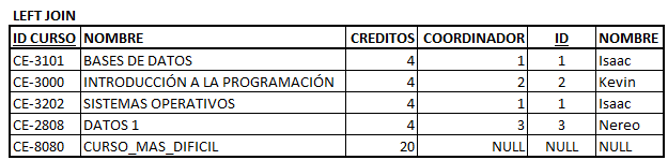 LEFT JOIN
ID CURSO NOMBRE CREDITOS COORDINADOR ID NOMBRE
CE-3101 BASES DE DATOS 4 1 1 Isaac
CE-3000 INTRODUCCIÓN A LA PROGRAMACIÓN 4 2 2 Kevin
CE-3202 SISTEMAS OPERATIVOS 4 1 1 Isaac
CE-2808 DATOS 1 4 3 3 Nereo
CE-8080 CURSO_MAS_DIFICIL 20 NULL NULL NULL